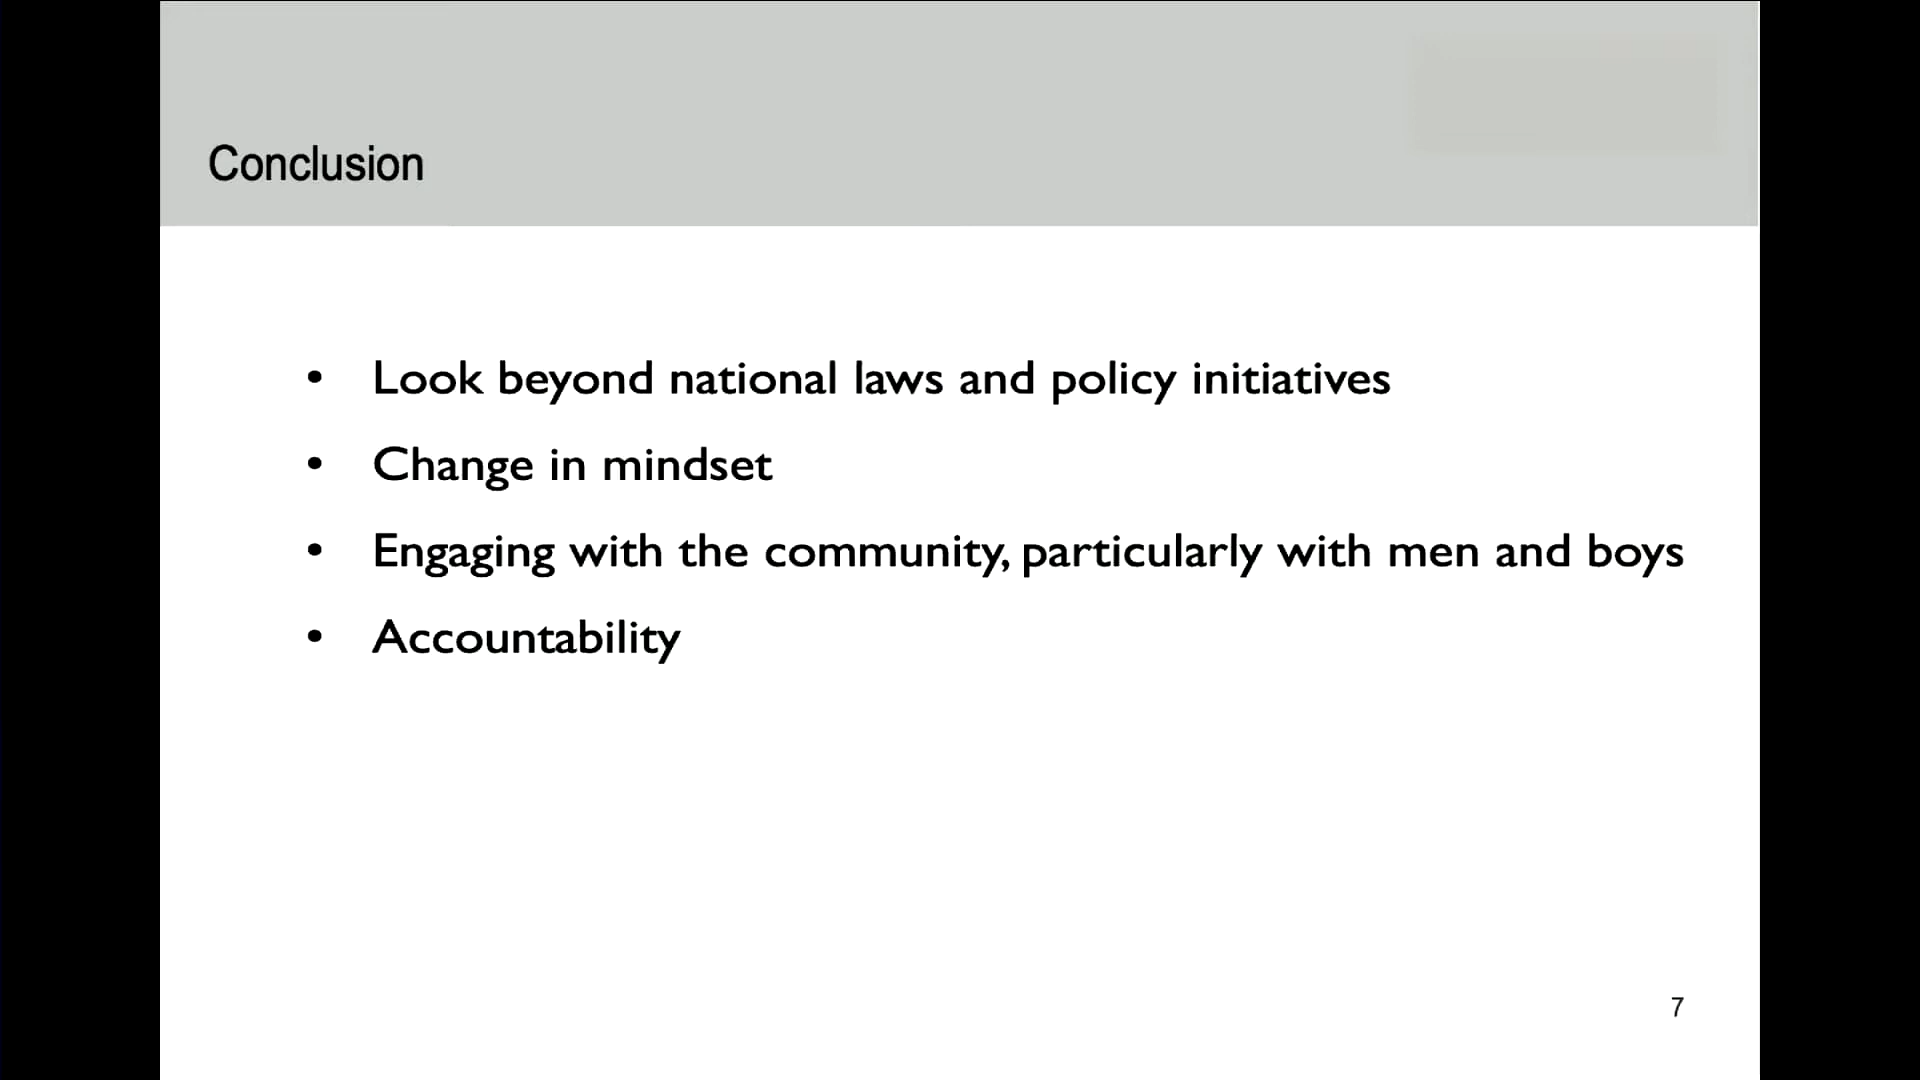 Conclusion
• Look beyond national laws and policy initiatives
• Change in mindset
• Engaging with the community, particularly with men and boys
• Accountability
7